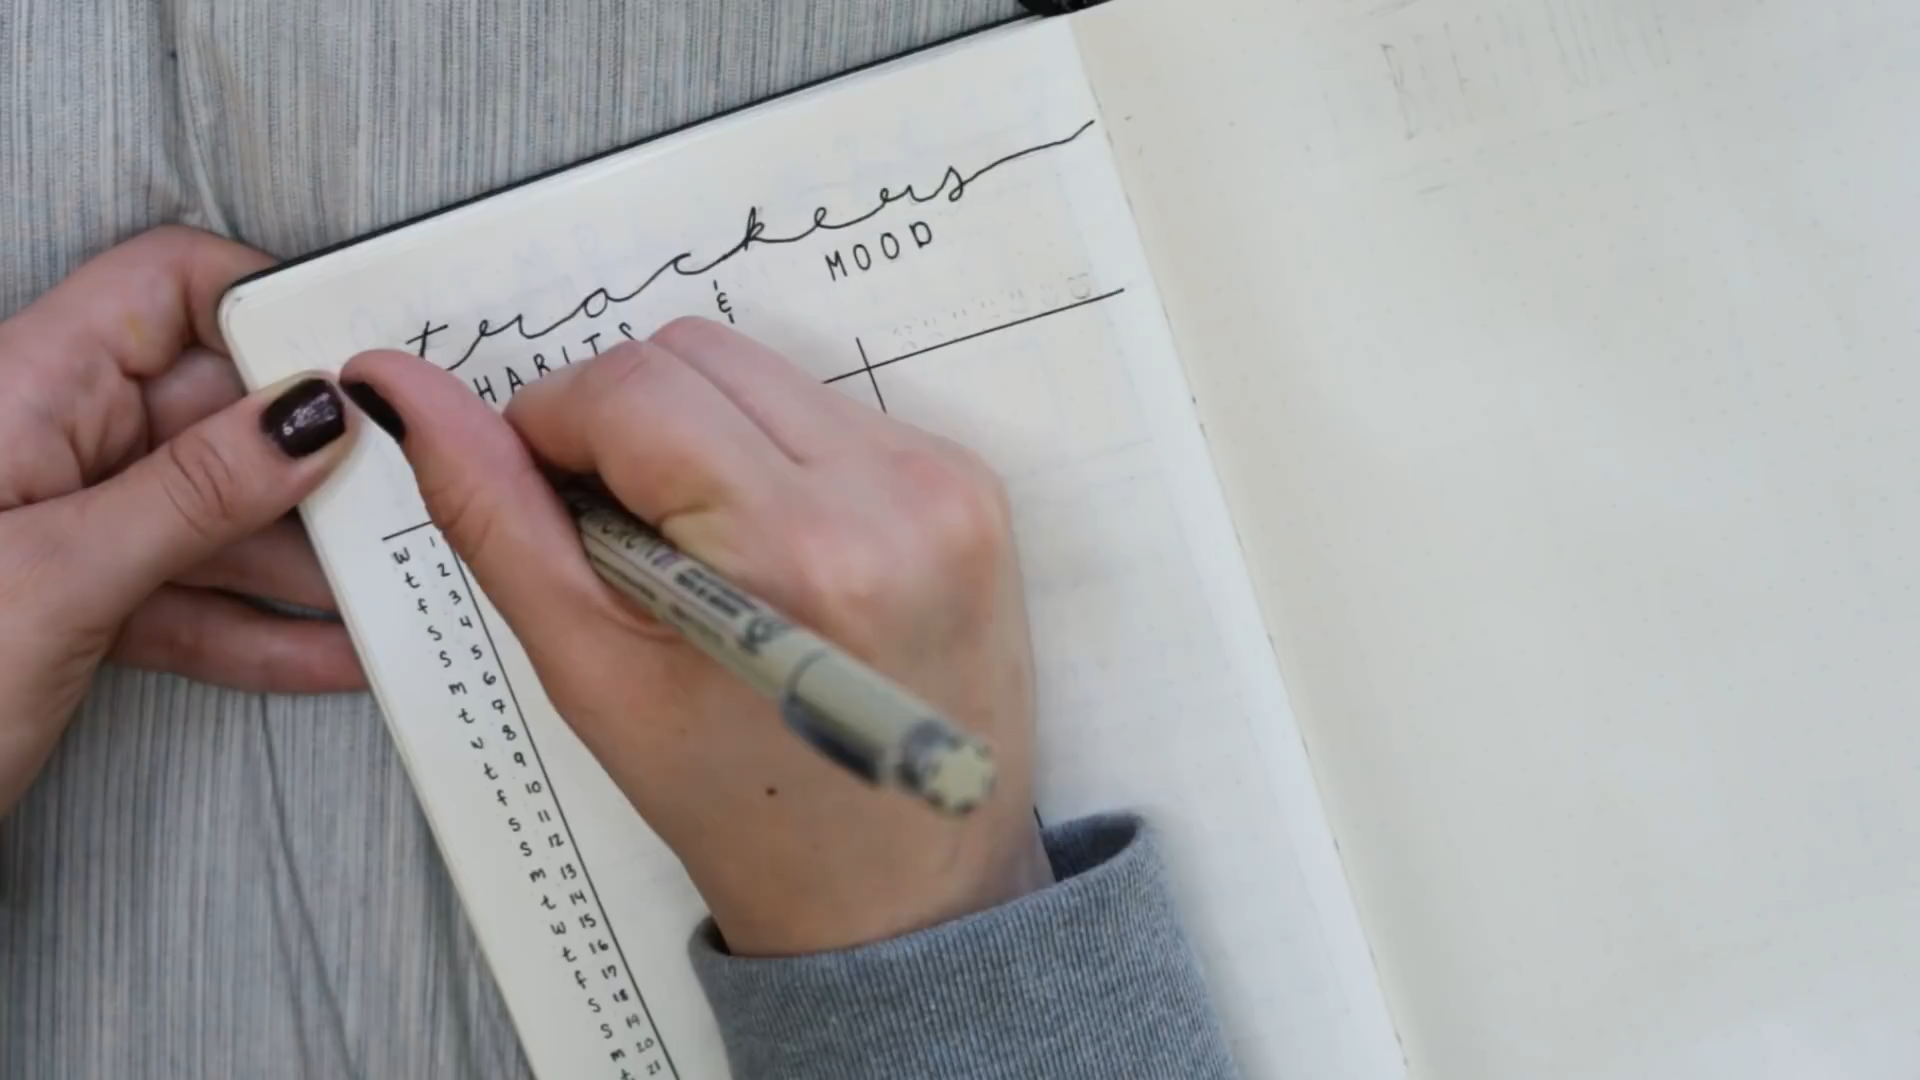 trackers
HABITS & MOOD
w 1
t 2
f 3
s 4
s 5
m 6
t 7
w 8
t 9
f 10
s 11
s 12
m 13
t 14
w 15
t 16
f 17
s 18
s 19
m 20
t 21